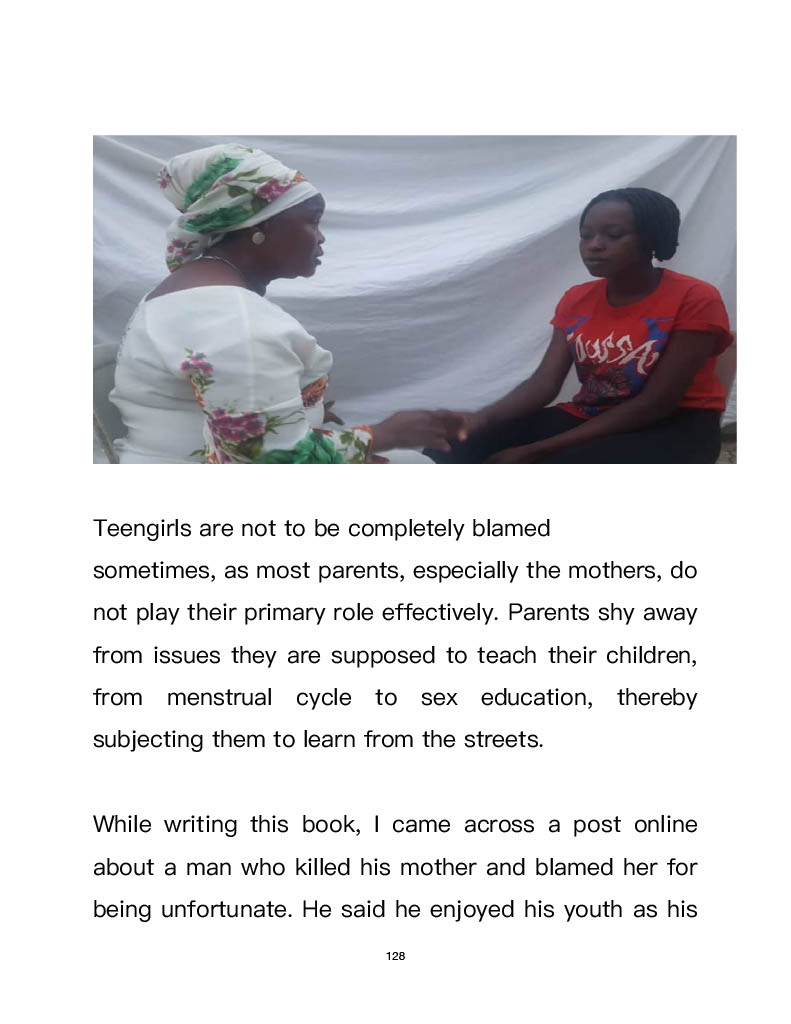 Teengirls are not to be completely blamed
sometimes, as most parents, especially the mothers, do
not play their primary role effectively. Parents shy away
from issues they are supposed to teach their children,
from menstrual cycle to sex education, thereby
subjecting them to learn from the streets.
While writing this book, I came across a post online
about a man who killed his mother and blamed her for
being unfortunate. He said he enjoyed his youth as his
128